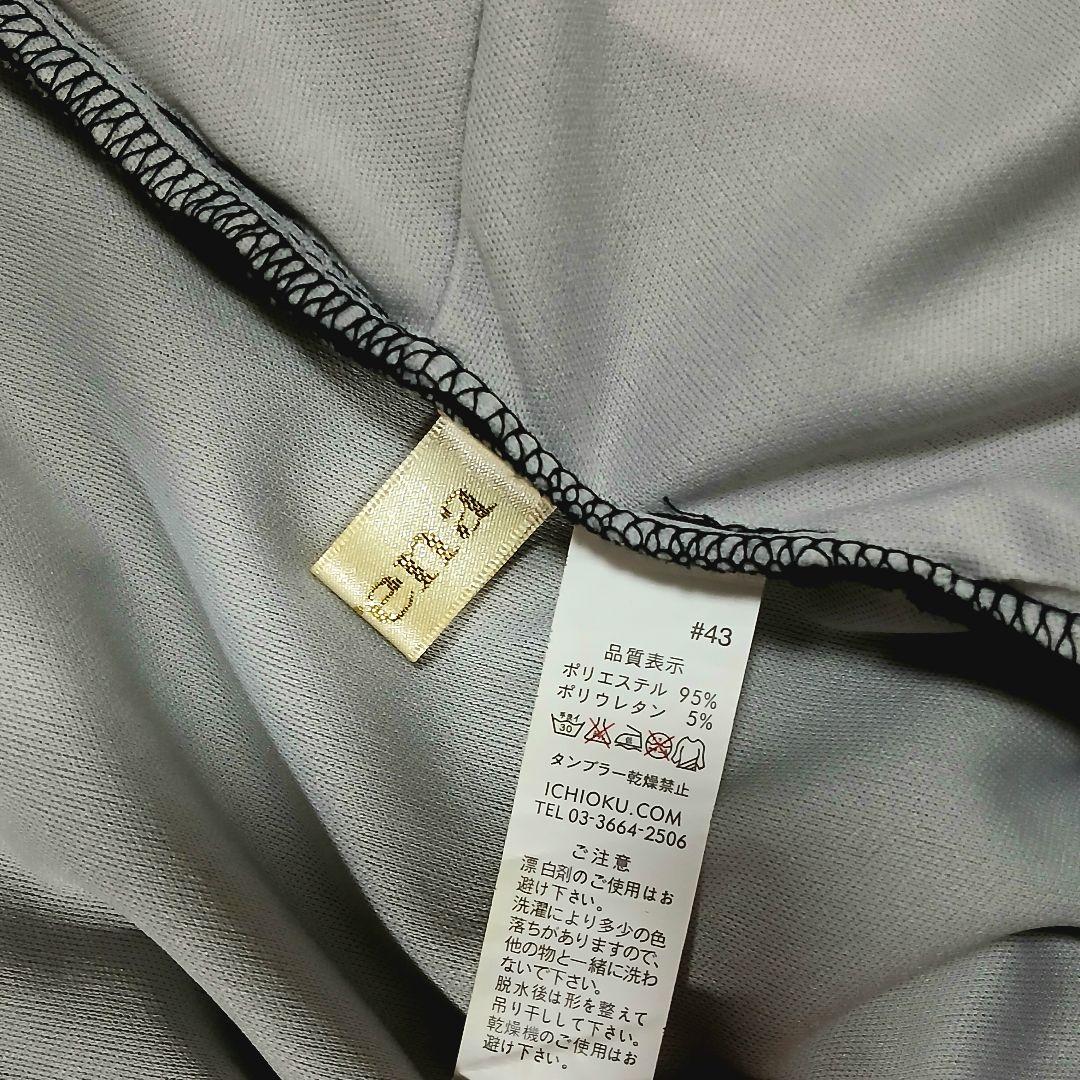 ema
#43
品質表示
ポリエステル 95%
ポリウレタン 5%
手洗イ
30
タンブラー乾燥禁止
ICHIOKU.COM
TEL 03-3664-2506
ご注意
漂白剤のご使用はお
避け下さい。
洗濯により多少の色
落ちがありますので、
他の物と一緒に洗わ
ないで下さい。
脱水後は形を整えて
吊り干しして下さい。
乾燥機のご使用はお
避け下さい。